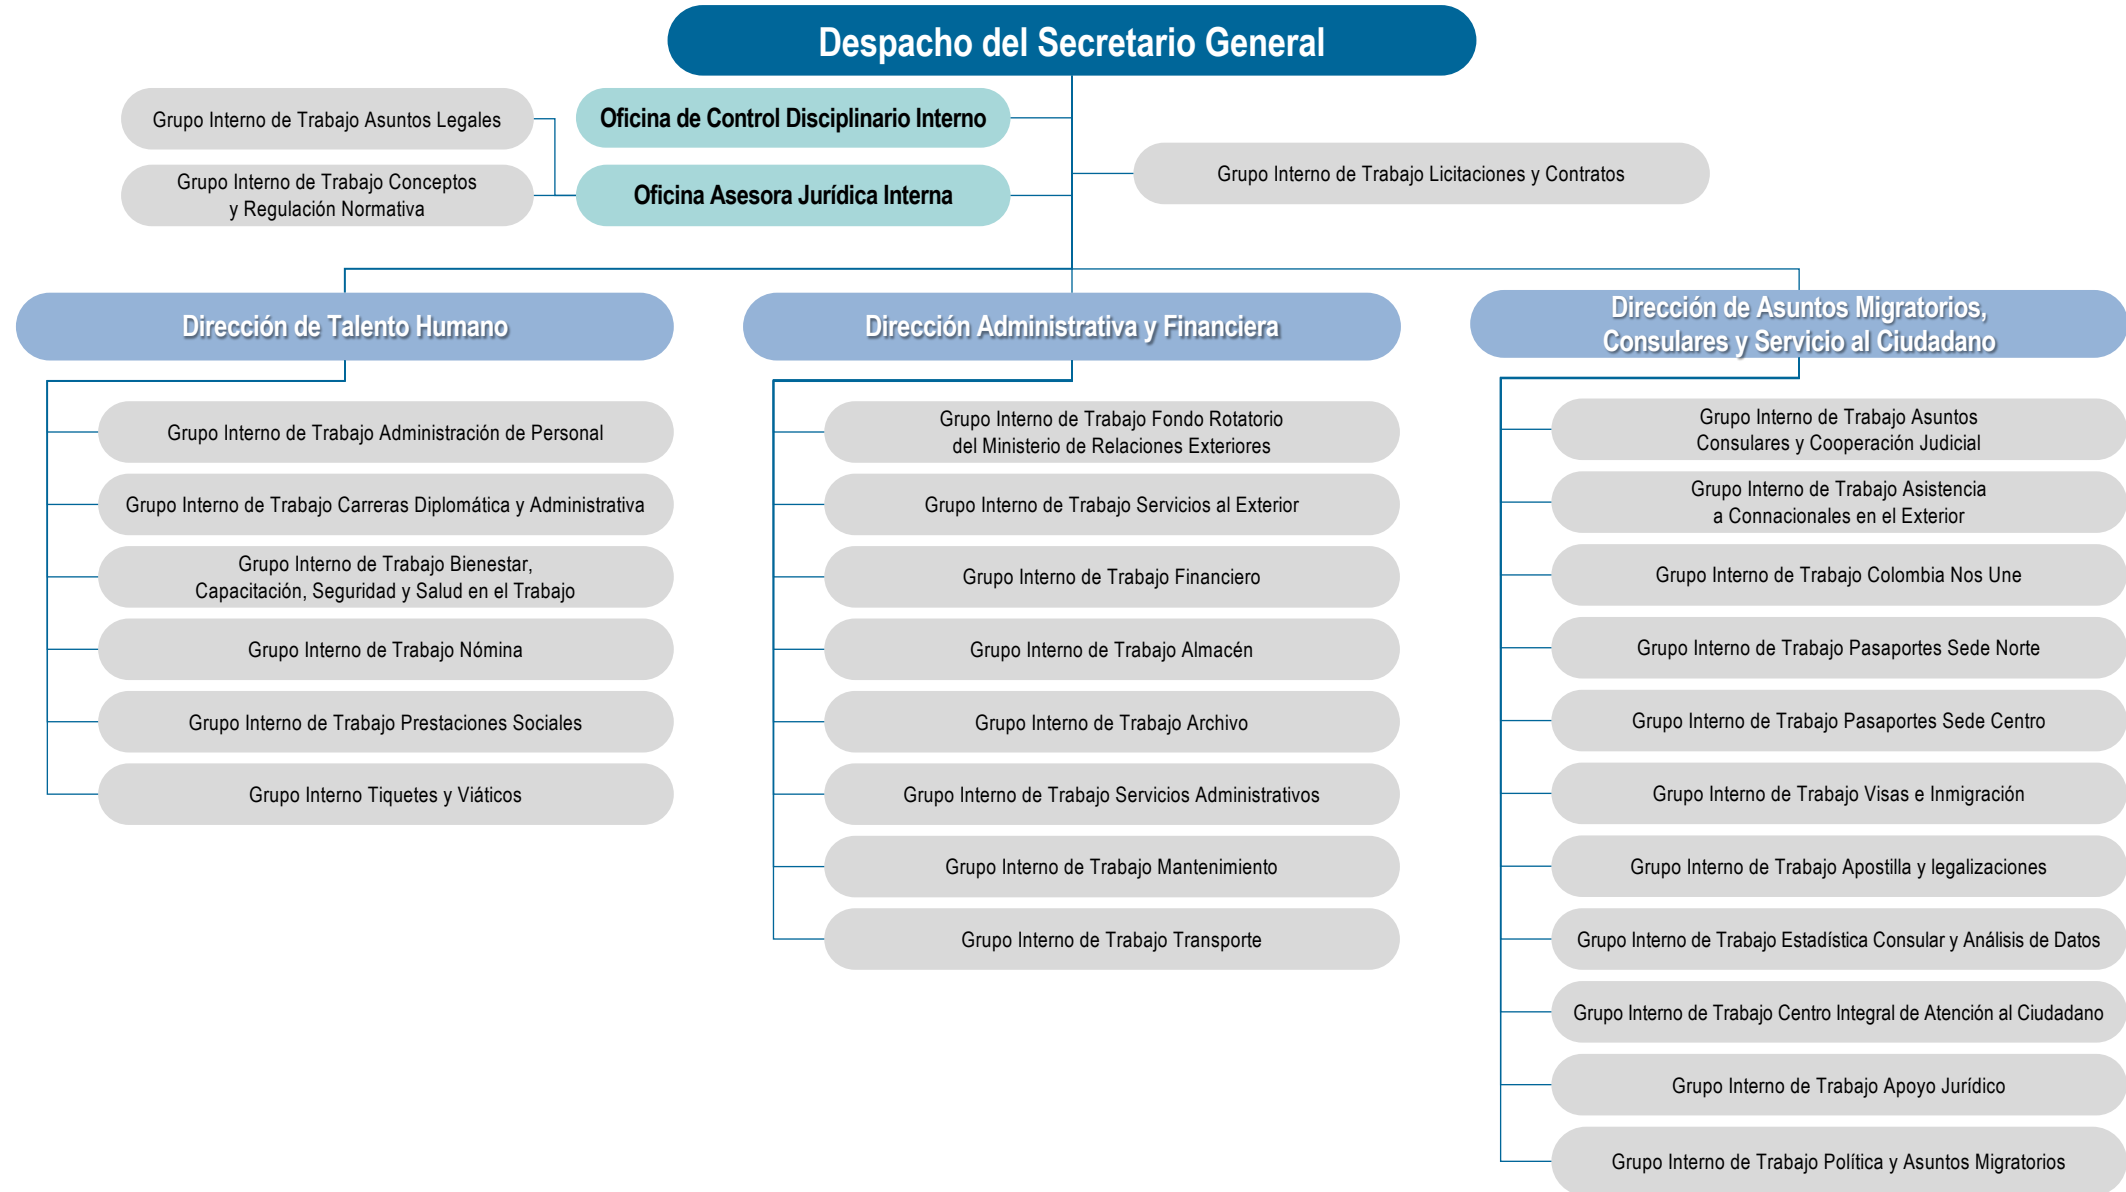 Despacho del Secretario General
Grupo Interno de Trabajo Asuntos Legales
Oficina de Control Disciplinario Interno
Grupo Interno de Trabajo Conceptos
y Regulación Normativa
Oficina Asesora Jurídica Interna
Grupo Interno de Trabajo Licitaciones y Contratos
Dirección de Talento Humano
Grupo Interno de Trabajo Administración de Personal
Grupo Interno de Trabajo Carreras Diplomática y Administrativa
Grupo Interno de Trabajo Bienestar,
Capacitación, Seguridad y Salud en el Trabajo
Grupo Interno de Trabajo Nómina
Grupo Interno de Trabajo Prestaciones Sociales
Grupo Interno Tiquetes y Viáticos
Dirección Administrativa y Financiera
Grupo Interno de Trabajo Fondo Rotatorio
del Ministerio de Relaciones Exteriores
Grupo Interno de Trabajo Servicios al Exterior
Grupo Interno de Trabajo Financiero
Grupo Interno de Trabajo Almacén
Grupo Interno de Trabajo Archivo
Grupo Interno de Trabajo Servicios Administrativos
Grupo Interno de Trabajo Mantenimiento
Grupo Interno de Trabajo Transporte
Dirección de Asuntos Migratorios,
Consulares y Servicio al Ciudadano
Grupo Interno de Trabajo Asuntos
Consulares y Cooperación Judicial
Grupo Interno de Trabajo Asistencia
a Connacionales en el Exterior
Grupo Interno de Trabajo Colombia Nos Une
Grupo Interno de Trabajo Pasaportes Sede Norte
Grupo Interno de Trabajo Pasaportes Sede Centro
Grupo Interno de Trabajo Visas e Inmigración
Grupo Interno de Trabajo Apostilla y legalizaciones
Grupo Interno de Trabajo Estadística Consular y Análisis de Datos
Grupo Interno de Trabajo Centro Integral de Atención al Ciudadano
Grupo Interno de Trabajo Apoyo Jurídico
Grupo Interno de Trabajo Política y Asuntos Migratorios